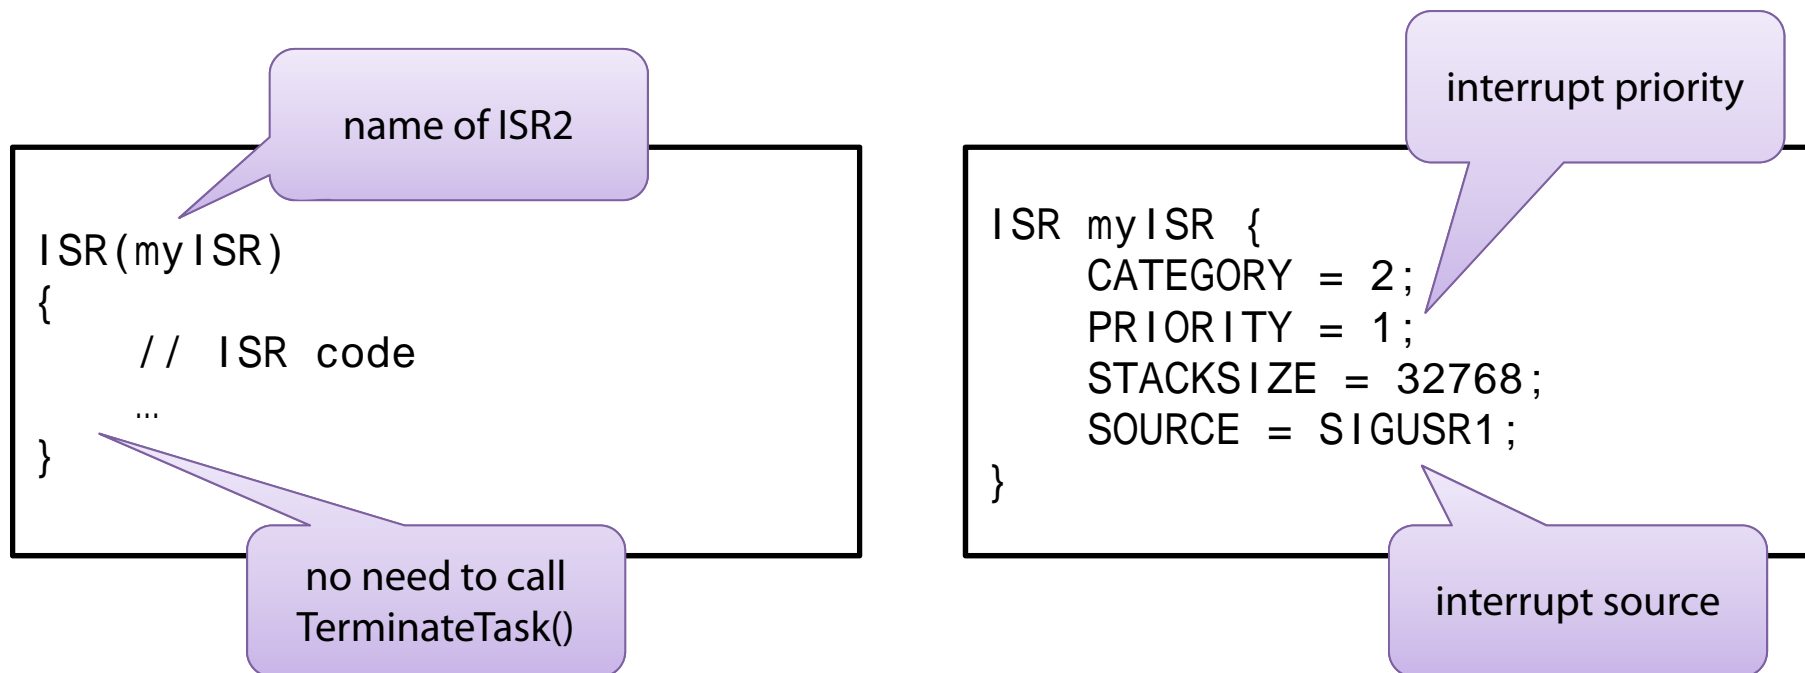 name of ISR2
ISR(myISR)
{
// ISR code
…
}
no need to call
TerminateTask()
interrupt priority
ISR myISR {
CATEGORY = 2;
PRIORITY = 1;
STACKSIZE = 32768;
SOURCE = SIGUSR1;
}
interrupt source